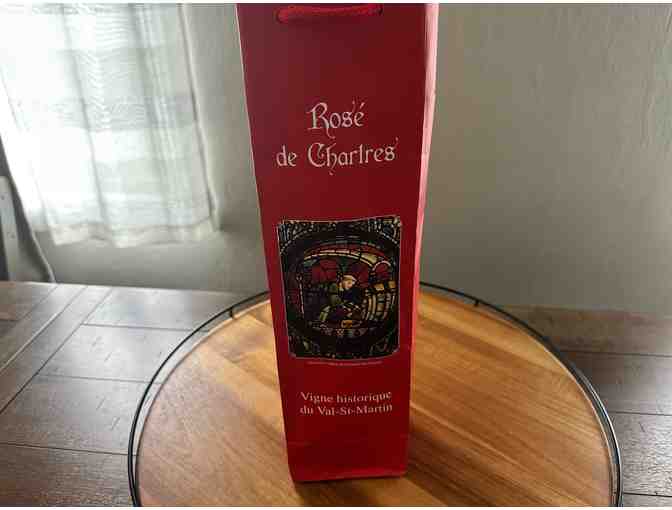 Rosé
de Chartres
Vigne historique
du Val-St-Martin